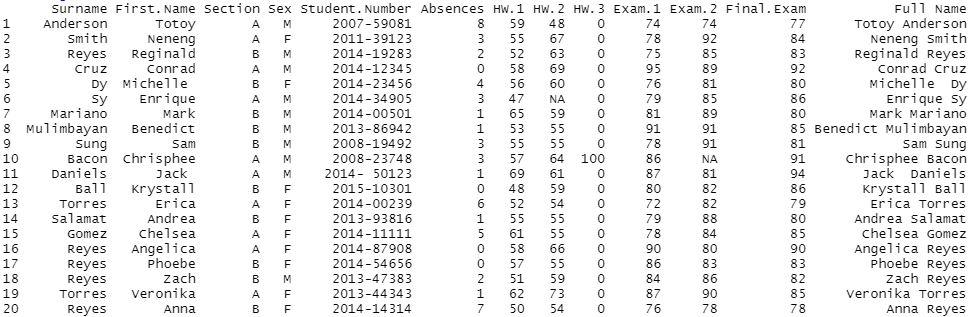 Surname First.Name Section Sex Student.Number Absences HW.1 HW.2 HW.3 Exam.1 Exam.2 Final.Exam Full Name
1 Anderson Totoy A M 2007-59081 8 59 48 0 74 74 77 Totoy Anderson
2 Smith Neneng A F 2011-39123 3 55 67 0 78 92 84 Neneng Smith
3 Reyes Reginald B M 2014-19283 2 52 63 0 75 85 83 Reginald Reyes
4 Cruz Conrad A M 2014-12345 0 58 69 0 95 89 92 Conrad Cruz
5 Dy Michelle B F 2014-23456 4 56 60 0 76 81 80 Michelle Dy
6 Sy Enrique A M 2014-34905 3 47 NA 0 79 85 86 Enrique Sy
7 Mariano Mark B M 2014-00501 1 65 59 0 81 89 80 Mark Mariano
8 Mulimbayan Benedict B M 2013-86942 1 53 55 0 91 91 85 Benedict Mulimbayan
9 Sung Sam B M 2008-19492 3 55 55 0 78 91 81 Sam Sung
10 Bacon Chrisphee A M 2008-23748 3 57 64 100 86 NA 91 Chrisphee Bacon
11 Daniels Jack A M 2014- 50123 1 69 61 0 87 81 94 Jack Daniels
12 Ball Krystall B F 2015-10301 0 48 59 0 80 82 86 Krystall Ball
13 Torres Erica A F 2014-00239 6 52 54 0 72 82 79 Erica Torres
14 Salamat Andrea B F 2013-93816 1 55 55 0 79 88 80 Andrea Salamat
15 Gomez Chelsea A F 2014-11111 5 61 55 0 78 84 85 Chelsea Gomez
16 Reyes Angelica A F 2014-87908 0 58 66 0 90 80 90 Angelica Reyes
17 Reyes Phoebe B F 2014-54656 0 57 55 0 86 83 83 Phoebe Reyes
18 Reyes Zach B M 2013-47383 2 51 59 0 84 86 82 Zach Reyes
19 Torres Veronika A F 2013-44343 1 62 73 0 87 90 85 Veronika Torres
20 Reyes Anna B F 2014-14314 7 50 54 0 76 78 78 Anna Reyes